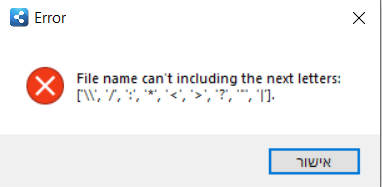 Error
File name can't including the next letters:
['\\', '/', ':', '*', '<', '>', '?', '"', '|'].
אישור